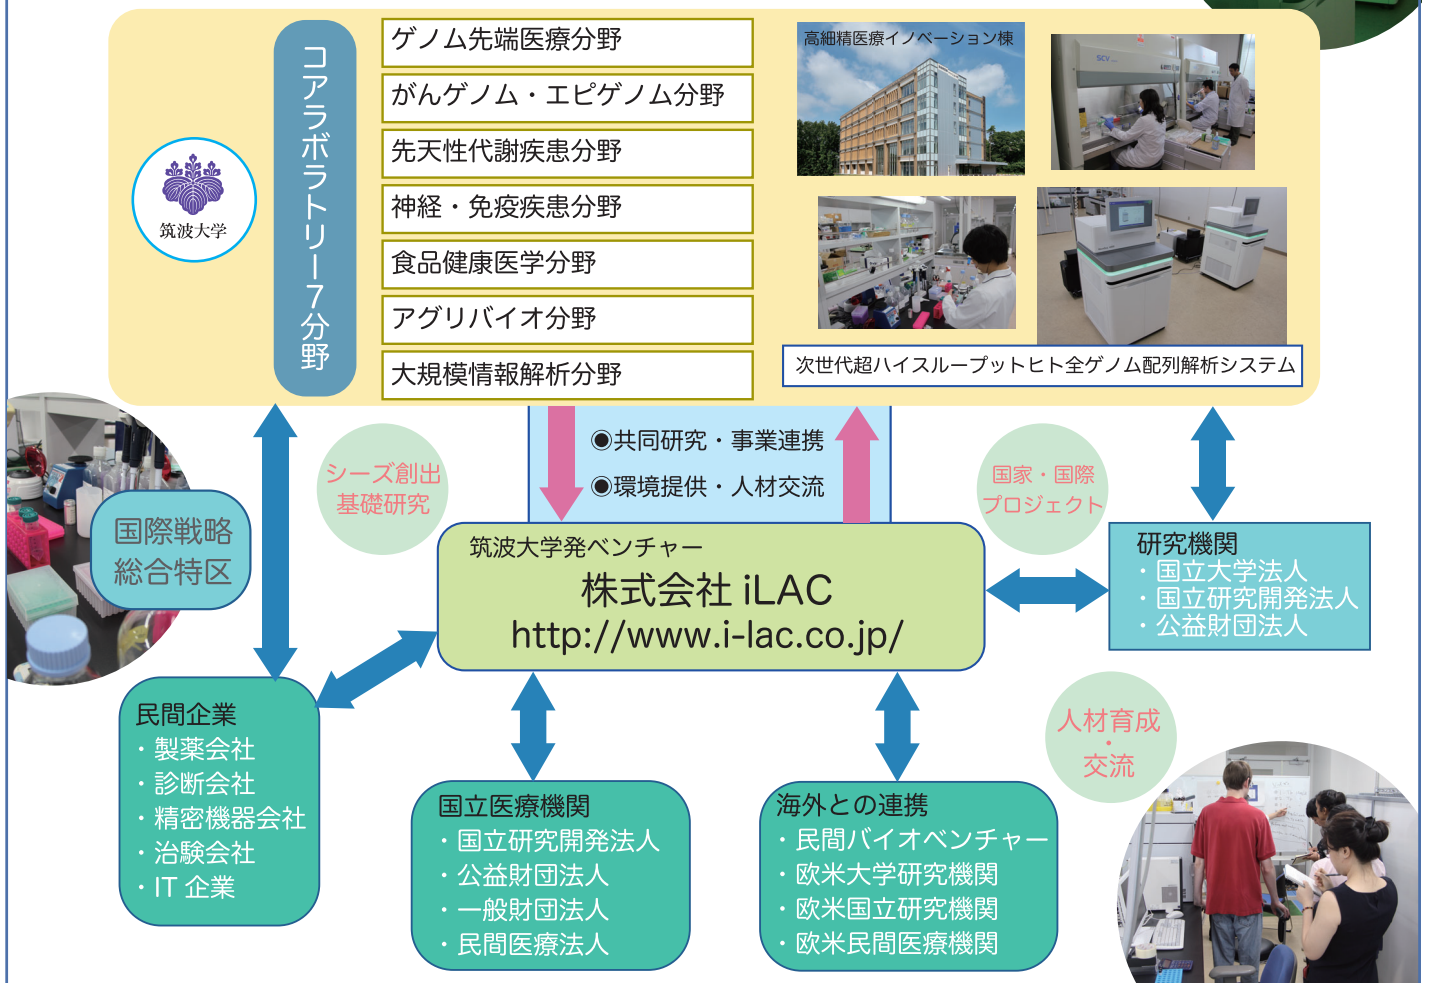 筑波大学
コアラボラトリー7分野
ゲノム先端医療分野
がんゲノム・エピゲノム分野
先天性代謝疾患分野
神経・免疫疾患分野
食品健康医学分野
アグリバイオ分野
大規模情報解析分野
高細精医療イノベーション棟
SCV
次世代超ハイスループットヒト全ゲノム配列解析システム
シーズ創出
基礎研究
◉共同研究・事業連携
◉環境提供・人材交流
国家・国際
プロジェクト
国際戦略
総合特区
筑波大学発ベンチャー
株式会社 iLAC
http://www.i-lac.co.jp/
研究機関
・国立大学法人
・国立研究開発法人
・公益財団法人
民間企業
・製薬会社
・診断会社
・精密機器会社
・治験会社
・IT 企業
国立医療機関
・国立研究開発法人
・公益財団法人
・一般財団法人
・民間医療法人
海外との連携
・民間バイオベンチャー
・欧米大学研究機関
・欧米国立研究機関
・欧米民間医療機関
人材育成
・
交流